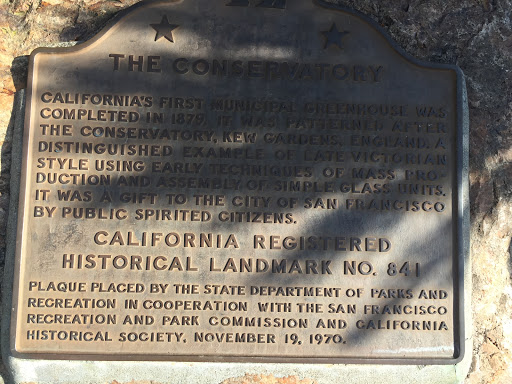 THE CONSERVATORY
CALIFORNIA'S FIRST MUNICIPAL GREENHOUSE WAS
COMPLETED IN 1879. IT WAS PATTERNED AFTER
THE CONSERVATORY, KEW GARDENS, ENGLAND. A
DISTINGUISHED EXAMPLE OF LATE VICTORIAN
STYLE USING EARLY TECHNIQUES OF MASS PRO-
DUCTION AND ASSEMBLY OF SIMPLE GLASS UNITS.
IT WAS A GIFT TO THE CITY OF SAN FRANCISCO
BY PUBLIC SPIRITED CITIZENS.
CALIFORNIA REGISTERED
HISTORICAL LANDMARK NO. 841
PLAQUE PLACED BY THE STATE DEPARTMENT OF PARKS AND
RECREATION IN COOPERATION WITH THE SAN FRANCISCO
RECREATION AND PARK COMMISSION AND CALIFORNIA
HISTORICAL SOCIETY, NOVEMBER 19, 1970.